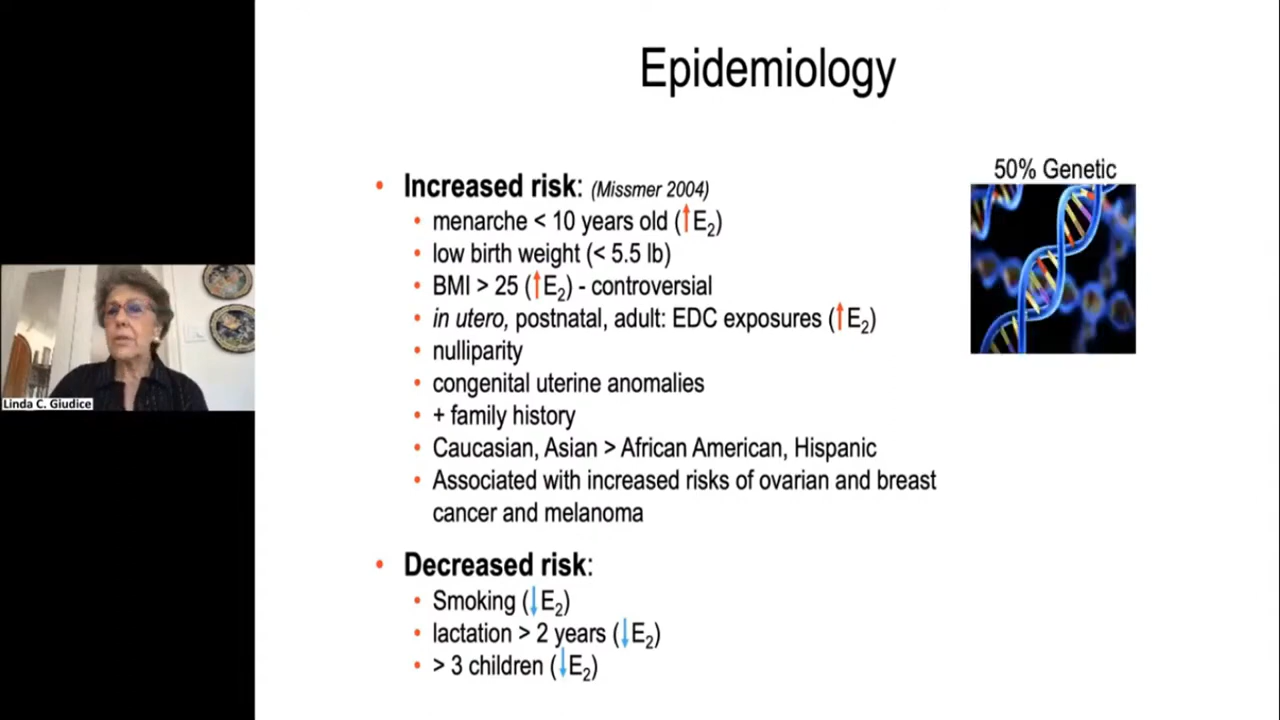 Epidemiology
50% Genetic
• Increased risk: (Missmer 2004)
• menarche < 10 years old (↑E₂)
• low birth weight (< 5.5 lb)
• BMI > 25 (↑E₂) - controversial
• in utero, postnatal, adult: EDC exposures (↑E₂)
• nulliparity
• congenital uterine anomalies
• + family history
• Caucasian, Asian > African American, Hispanic
• Associated with increased risks of ovarian and breast
cancer and melanoma
• Decreased risk:
• Smoking (↓E₂)
• lactation > 2 years (↓E₂)
• > 3 children (↓E₂)
Linda C. Giudice